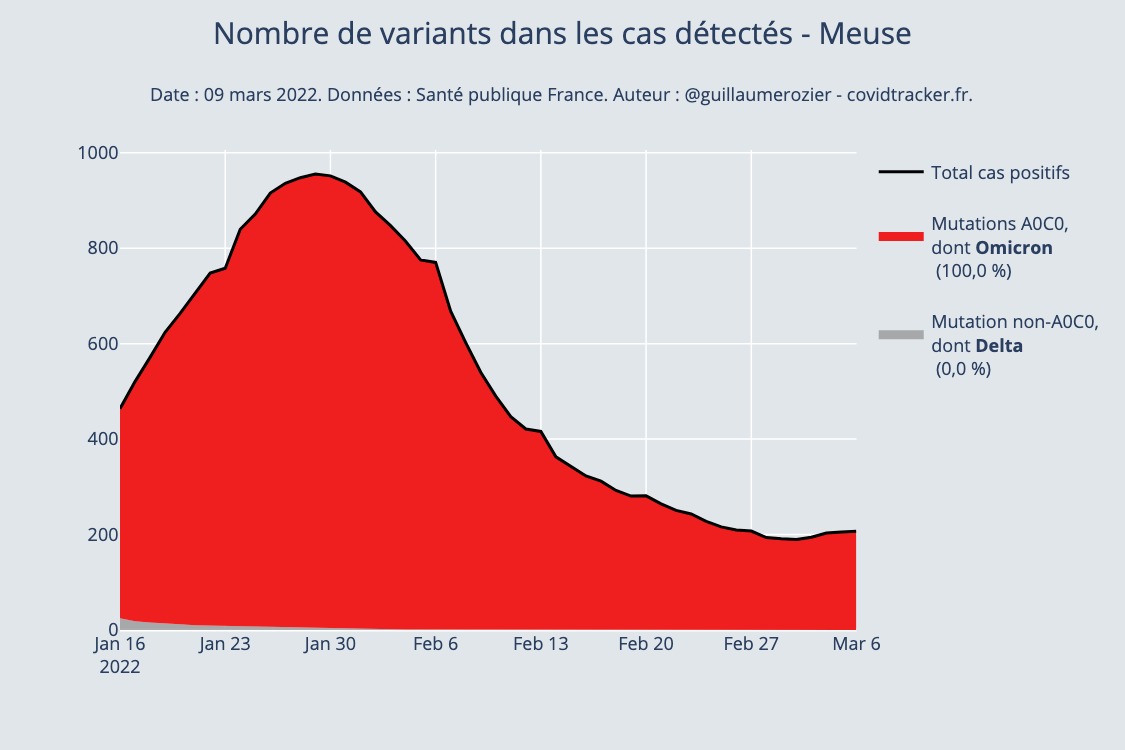 Nombre de variants dans les cas détectés - Meuse
Date : 09 mars 2022. Données : Santé publique France. Auteur : @guillaumerozier - covidtracker.fr.
1000
800
600
400
200
0
Jan 16
2022
Jan 23
Jan 30
Feb 6
Feb 13
Feb 20
Feb 27
Mar 6
Total cas positifs
Mutations A0C0,
dont Omicron
(100,0 %)
Mutation non-A0C0,
dont Delta
(0,0 %)